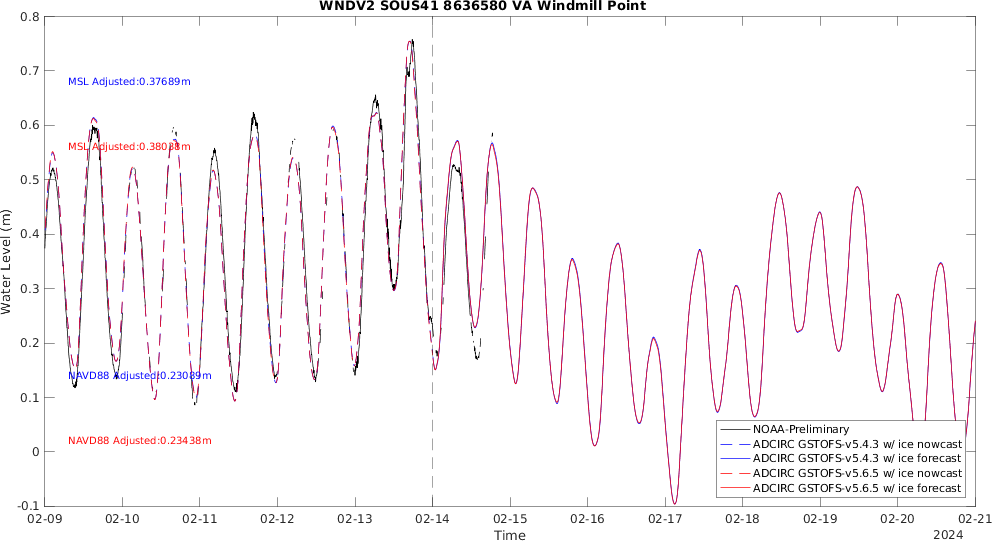 WNDV2 SOUS41 8636580 VA Windmill Point
0.8
0.7
0.6
0.5
0.4
0.3
0.2
0.1
0
-0.1
Water Level (m)
MSL Adjusted:0.37689m
MSL Adjusted:0.38038m
NAVD88 Adjusted:0.23089m
NAVD88 Adjusted:0.23438m
NOAA-Preliminary
ADCIRC GSTOFS-v5.4.3 w/ ice nowcast
ADCIRC GSTOFS-v5.4.3 w/ ice forecast
ADCIRC GSTOFS-v5.6.5 w/ ice nowcast
ADCIRC GSTOFS-v5.6.5 w/ ice forecast
02-09 02-10 02-11 02-12 02-13 02-14 02-15 02-16 02-17 02-18 02-19 02-20 02-21
Time
2024